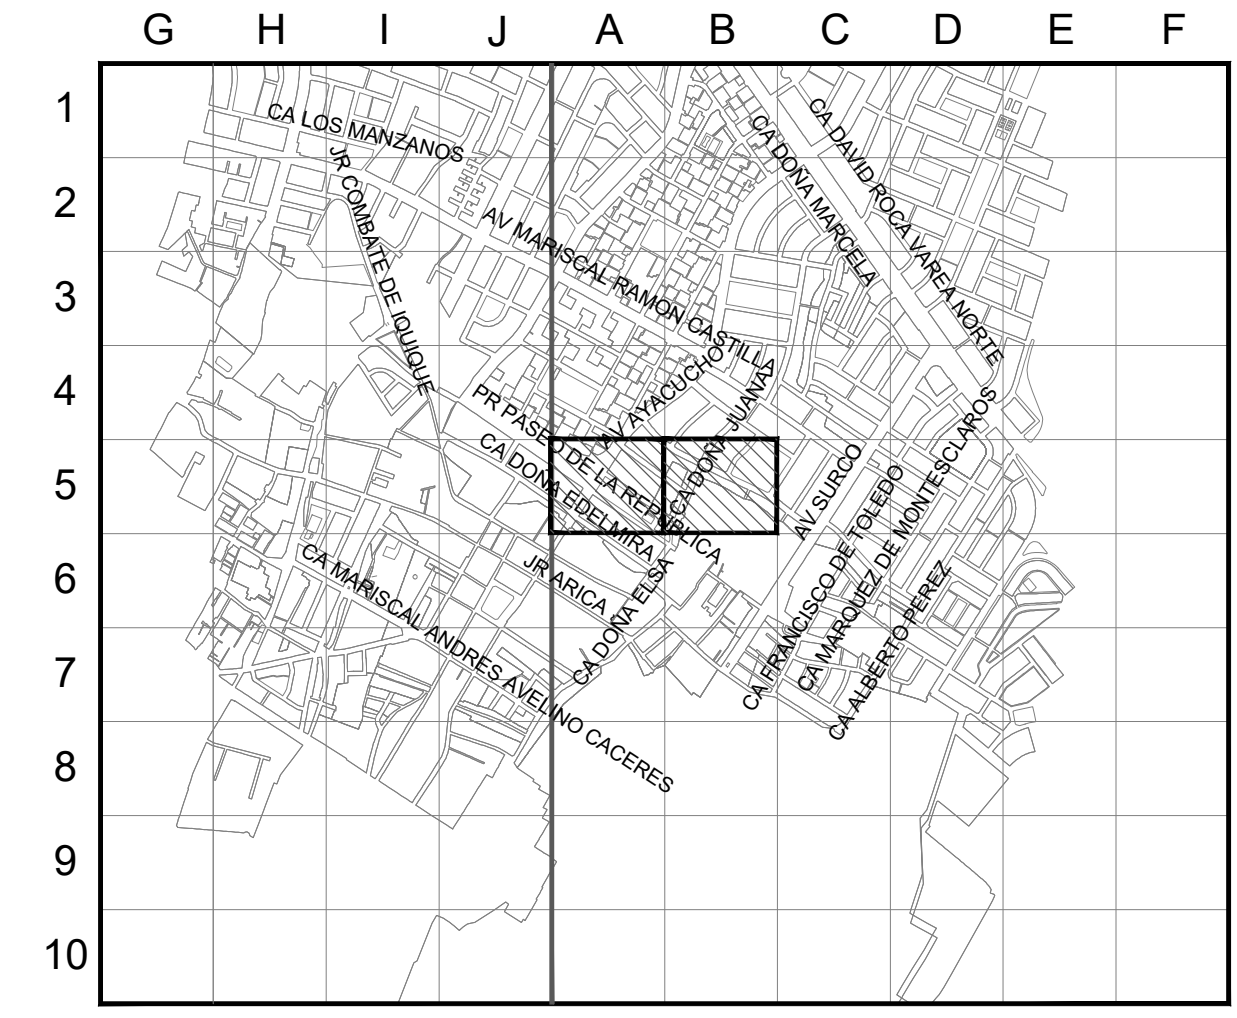 G H I J A B C D E F
1
2
3
4
5
6
7
8
9
10
CA LOS MANZANOS
JR COMBATE DE IQUIQUE
AV MARISCAL RAMON CASTILLA
CA DOÑA MARCELA
CA DAVID ROCA VAREA NORTE
AV AYACUCHO
CA DOÑA JUANA
PR PASEO DE LA REPUBLICA
CA DOÑA EDELMIRA
AV SURCO
CA FRANCISCO DE TOLEDO
CA MARQUEZ DE MONTESCLAROS
CA ALBERTO PEREZ
JR ARICA
CA DOÑA ELSA
CA MARISCAL ANDRES AVELINO CACERES